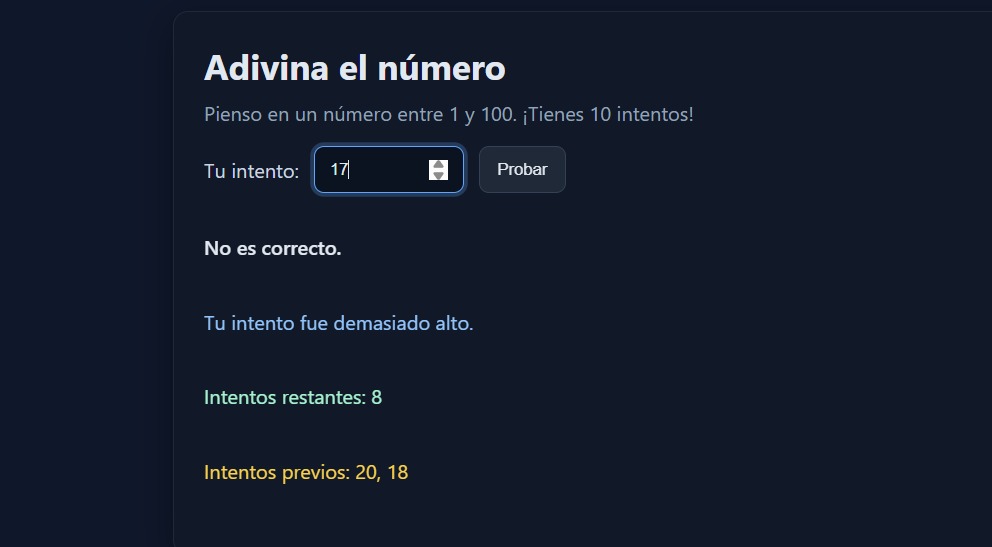 Adivina el número
Pienso en un número entre 1 y 100. ¡Tienes 10 intentos!
Tu intento: 17 Probar
No es correcto.
Tu intento fue demasiado alto.
Intentos restantes: 8
Intentos previos: 20, 18